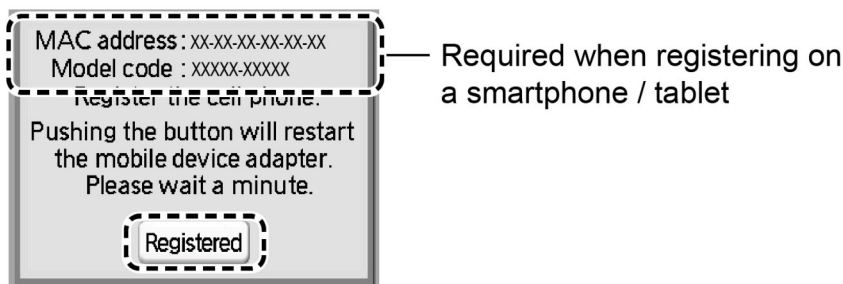 MAC address : XX-XX-XX-XX-XX-XX
Model code : XXXXX-XXXXX
Register the cell phone.
Pushing the button will restart
the mobile device adapter.
Please wait a minute.
Registered
Required when registering on
a smartphone / tablet